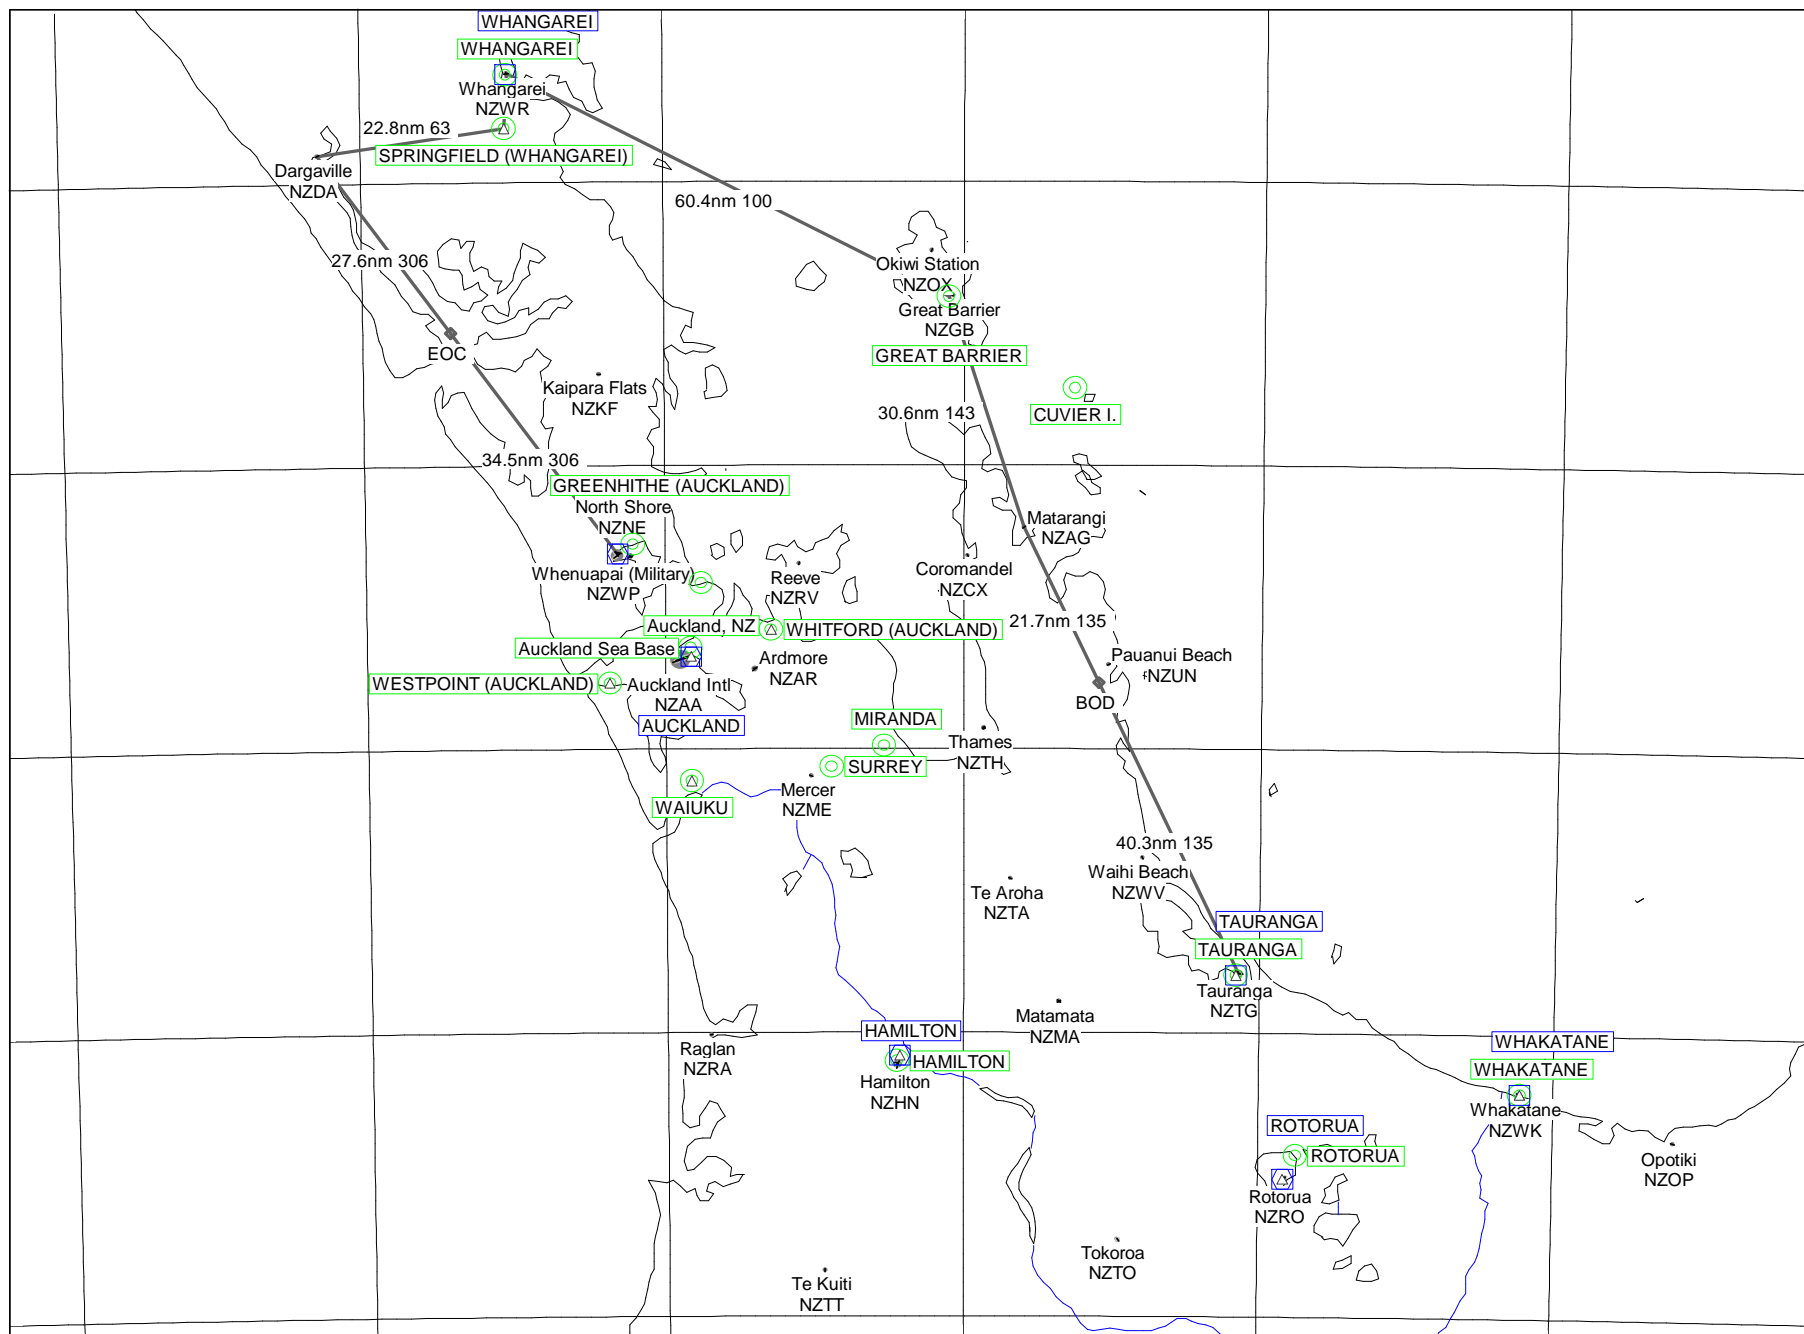 WHANGAREI
WHANGAREI
Whangarei
NZWR
22.8nm 63
SPRINGFIELD (WHANGAREI)
Dargaville
NZDA
60.4nm 100
27.6nm 306
Okiwi Station
NZOX
Great Barrier
NZGB
EOC
GREAT BARRIER
Kaipara Flats
NZKF
30.6nm 143
CUVIER I.
34.5nm 306
GREENHITHE (AUCKLAND)
North Shore
NZNE
Matarangi
NZAG
Whenuapai (Military)
NZWP
Reeve
NZRV
Coromandel
NZCX
21.7nm 135
Auckland, NZ
WHITFORD (AUCKLAND)
Auckland Sea Base
Ardmore
NZAR
Pauanui Beach
NZUN
WESTPOINT (AUCKLAND)
Auckland Intl
NZAA
BOD
AUCKLAND
MIRANDA
Thames
NZTH
SURREY
Mercer
NZME
WAIUKU
40.3nm 135
Waihi Beach
NZWV
Te Aroha
NZTA
TAURANGA
TAURANGA
Tauranga
NZTG
Matamata
NZMA
HAMILTON
HAMILTON
Hamilton
NZHN
Raglan
NZRA
WHAKATANE
WHAKATANE
Whakatane
NZWK
ROTORUA
ROTORUA
Rotorua
NZRO
Opotiki
NZOP
Tokoroa
NZTO
Te Kuiti
NZTT